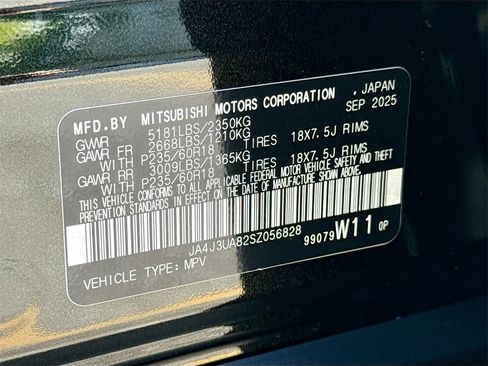 MFD.BY MITSUBISHI MOTORS CORPORATION , JAPAN
GVWR 5181LBS/2350KG SEP 2025
GAWR FR 2668LBS/1210KG
WITH P235/60R18 TIRES 18X7.5J RIMS
GAWR RR 3009LBS/1365KG
WITH P235/60R18 TIRES 18X7.5J RIMS
THIS VEHICLE CONFORMS TO ALL APPLICABLE FEDERAL MOTOR VEHICLE SAFETY AND THEFT
PREVENTION STANDARDS IN EFFECT ON THE DATE OF MANUFACTURE SHOWN ABOVE.
JA4J3UA82SZ056828
VEHICLE TYPE: MPV 99079 W11 0P